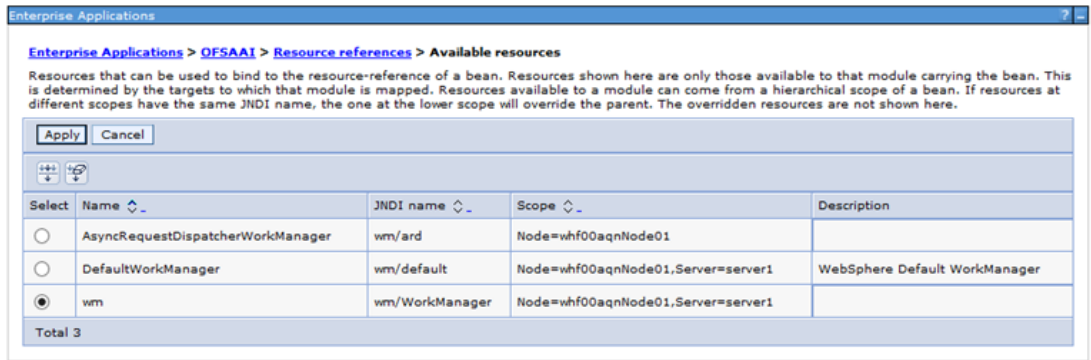 Enterprise Applications ? -
Enterprise Applications > OFSAAI > Resource references > Available resources
Resources that can be used to bind to the resource-reference of a bean. Resources shown here are only those available to that module carrying the bean. This
is determined by the targets to which that module is mapped. Resources available to a module can come from a hierarchical scope of a bean. If resources at
different scopes have the same JNDI name, the one at the lower scope will override the parent. The overridden resources are not shown here.
Apply Cancel
Select Name JNDI name Scope Description
AsyncRequestDispatcherWorkManager wm/ard Node=whf00aqnNode01
DefaultWorkManager wm/default Node=whf00aqnNode01,Server=server1 WebSphere Default WorkManager
wm wm/WorkManager Node=whf00aqnNode01,Server=server1
Total 3